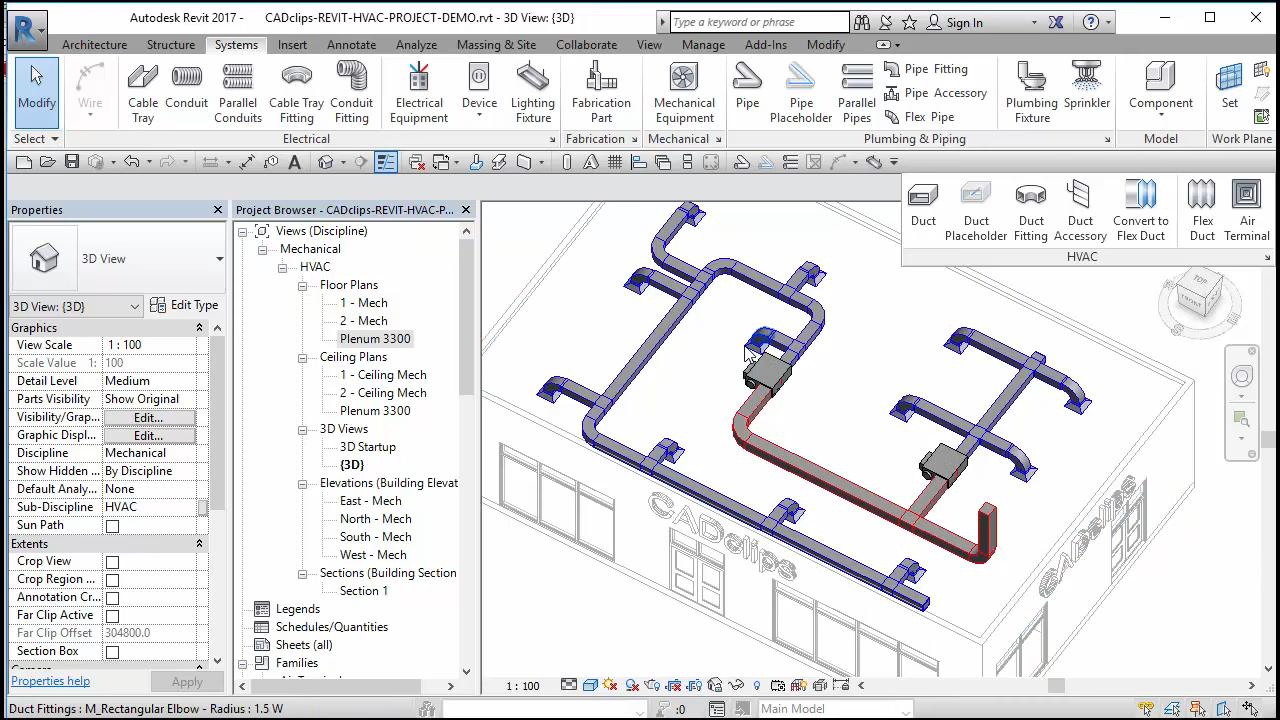 Autodesk Revit 2017 - CADclips-REVIT-HVAC-PROJECT-DEMO.rvt - 3D View: {3D} Type a keyword or phrase Sign In
Architecture Structure Systems Insert Annotate Analyze Massing & Site Collaborate View Manage Add-Ins Modify
Modify Wire Cable Tray Conduit Parallel Conduits Cable Tray Fitting Conduit Fitting Electrical Equipment Device Lighting Fixture Fabrication Part Mechanical Equipment Pipe Pipe Placeholder Parallel Pipes Pipe Fitting Pipe Accessory Flex Pipe Plumbing Fixture Sprinkler Component Set
Select Electrical Fabrication Mechanical Plumbing & Piping Model Work Plane
Duct Duct Placeholder Duct Fitting Duct Accessory Convert to Flex Duct Flex Duct Air Terminal
HVAC
Properties
3D View
3D View: {3D} Edit Type
Graphics
View Scale 1 : 100
Scale Value 1: 100
Detail Level Medium
Parts Visibility Show Original
Visibility/Grap... Edit...
Graphic Displ... Edit...
Discipline Mechanical
Show Hidden ... By Discipline
Default Analy... None
Sub-Discipline HVAC
Sun Path
Extents
Crop View
Crop Region ...
Annotation Cr...
Far Clip Active
Far Clip Offset 304800.0
Section Box
Properties help Apply
Project Browser - CADclips-REVIT-HVAC-P...
Views (Discipline)
Mechanical
HVAC
Floor Plans
1 - Mech
2 - Mech
Plenum 3300
Ceiling Plans
1 - Ceiling Mech
2 - Ceiling Mech
Plenum 3300
3D Views
3D Startup
{3D}
Elevations (Building Elevat
East - Mech
North - Mech
South - Mech
West - Mech
Sections (Building Section
Section 1
Legends
Schedules/Quantities
Sheets (all)
Families
TOP
FRONT
CADclips
CADclips
1 : 100
Duct Fittings : M_Rectangular Elbow - Radius : 1.5 W :0 Main Model